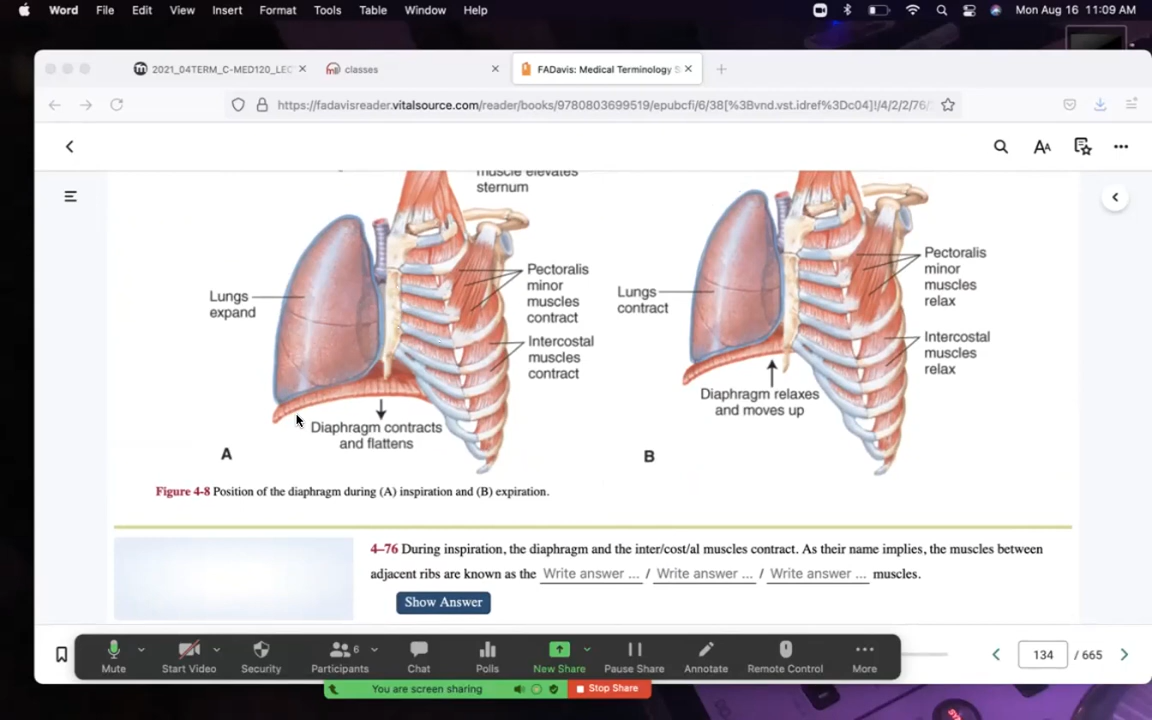 Word File Edit View Insert Format Tools Table Window Help Mon Aug 16 11:09 AM
2021_04TERM_C-MED120_LEC
classes
FADavis: Medical Terminology S
https://fadavisreader.vitalsource.com/reader/books/9780803699519/epubcfi/6/38[%3Bvnd.vst.idref%3Dc04]!/4/2/2/76/
AA
muscle elevates
sternum
Lungs
expand
Pectoralis
minor
muscles
contract
Intercostal
muscles
contract
Diaphragm contracts
and flattens
A
Lungs
contract
Pectoralis
minor
muscles
relax
Intercostal
muscles
relax
Diaphragm relaxes
and moves up
B
Figure 4-8 Position of the diaphragm during (A) inspiration and (B) expiration.
4–76 During inspiration, the diaphragm and the inter/cost/al muscles contract. As their name implies, the muscles between
adjacent ribs are known as the Write answer ... / Write answer ... / Write answer ... muscles.
Show Answer
Mute
Start Video
Security
6
Participants
Chat
Polls
New Share
Pause Share
Annotate
Remote Control
More
134 / 665
You are screen sharing
Stop Share